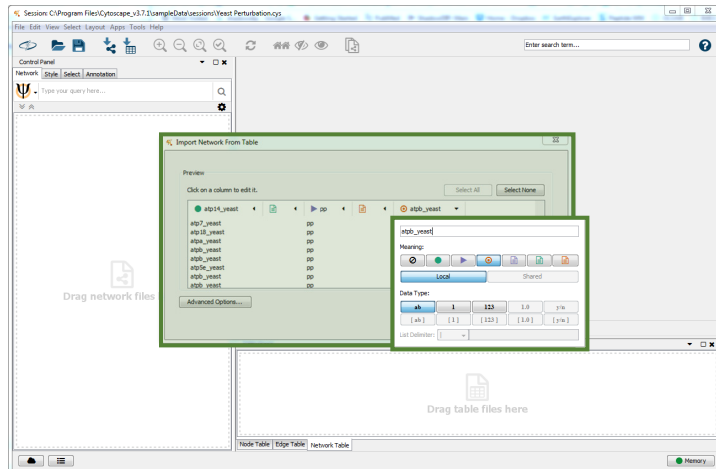 Session: C:\Program Files\Cytoscape_v3.7.1\sampleData\sessions\Yeast Perturbation.cys
File Edit View Select Layout Apps Tools Help
Enter search term...
Control Panel
Network Style Select Annotation
Type your query here...
Drag network files
Import Network From Table
Preview
Click on a column to edit it.
Select All Select None
atp14_yeast pp atpb_yeast
atp7_yeast pp
atp18_yeast pp
atpa_yeast pp
atpb_yeast pp
atpb_yeast pp
atp5e_yeast pp
atpb_yeast pp
atpb_yeast pp
Advanced Options...
atpb_yeast
Meaning:
Local Shared
Data Type:
ab 1 123 1.0 y/n
[ ab ] [ 1 ] [ 123 ] [ 1.0 ] [ y/n ]
List Delimiter: |
Drag table files here
Node Table Edge Table Network Table
Memory